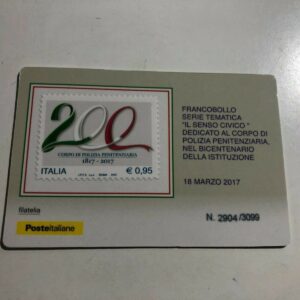 200
CORPO DI POLIZIA PENITENZIARIA
1817-2017
ITALIA € 0,95
FRANCOBOLLO
SERIE TEMATICA
"IL SENSO CIVICO"
DEDICATO AL CORPO DI
POLIZIA PENITENZIARIA,
NEL BICENTENARIO
DELLA ISTITUZIONE
18 MARZO 2017
N. 2904/3099
filatelia
Posteitaliane